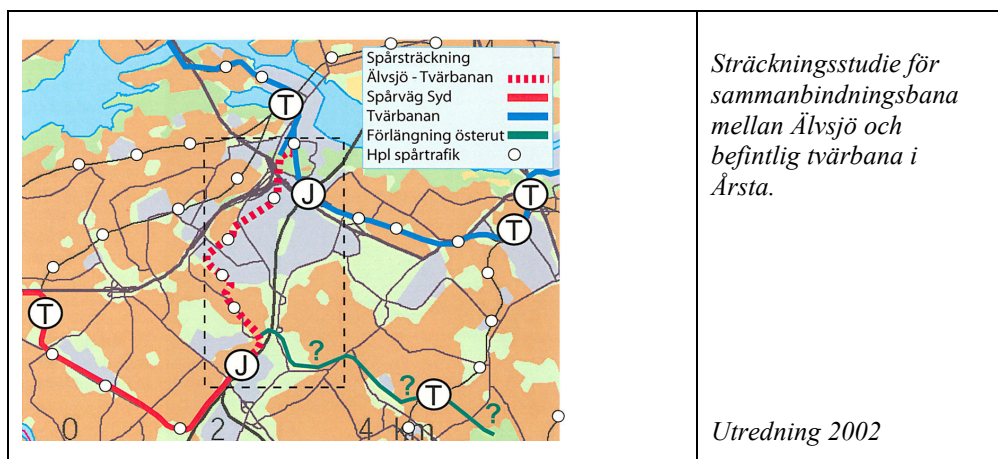 Spårsträckning
Älvsjö - Tvärbanan
Spårväg Syd
Tvärbanan
Förlängning österut
Hpl spårtrafik
T
J
T
T
T
J
T
?
?
?
0 2 4 km
Sträckningsstudie för
sammanbindningsbana
mellan Älvsjö och
befintlig tvärbana i
Årsta.
Utredning 2002